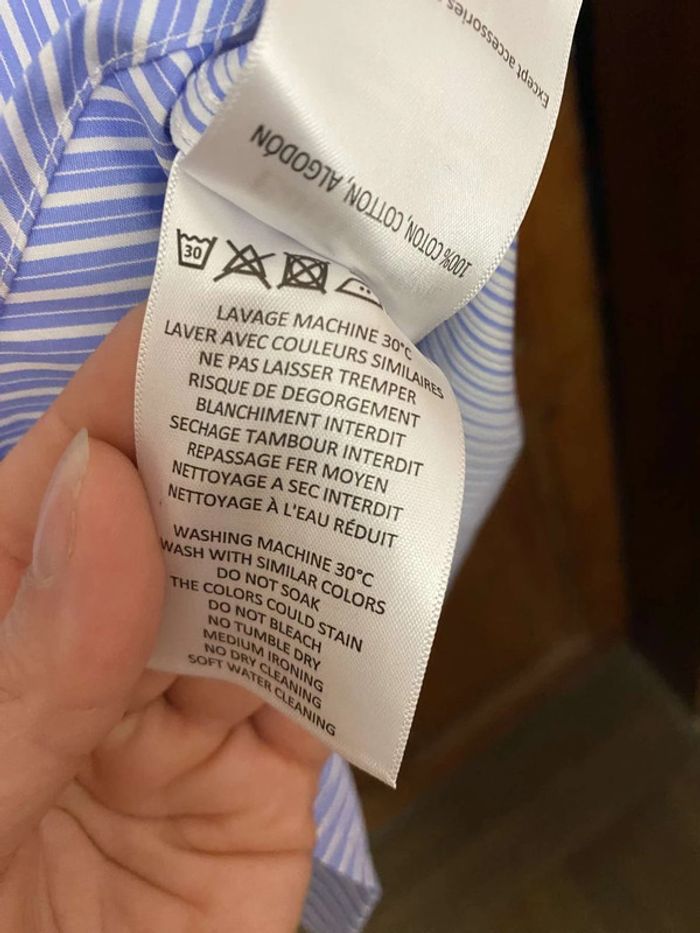 Except accessories
100% COTON, COTTON, ALGODÓN
30
LAVAGE MACHINE 30°C
LAVER AVEC COULEURS SIMILAIRES
NE PAS LAISSER TREMPER
RISQUE DE DEGORGEMENT
BLANCHIMENT INTERDIT
SECHAGE TAMBOUR INTERDIT
REPASSAGE FER MOYEN
NETTOYAGE A SEC INTERDIT
NETTOYAGE À L'EAU RÉDUIT
WASHING MACHINE 30°C
WASH WITH SIMILAR COLORS
DO NOT SOAK
THE COLORS COULD STAIN
DO NOT BLEACH
NO TUMBLE DRY
MEDIUM IRONING
NO DRY CLEANING
SOFT WATER CLEANING